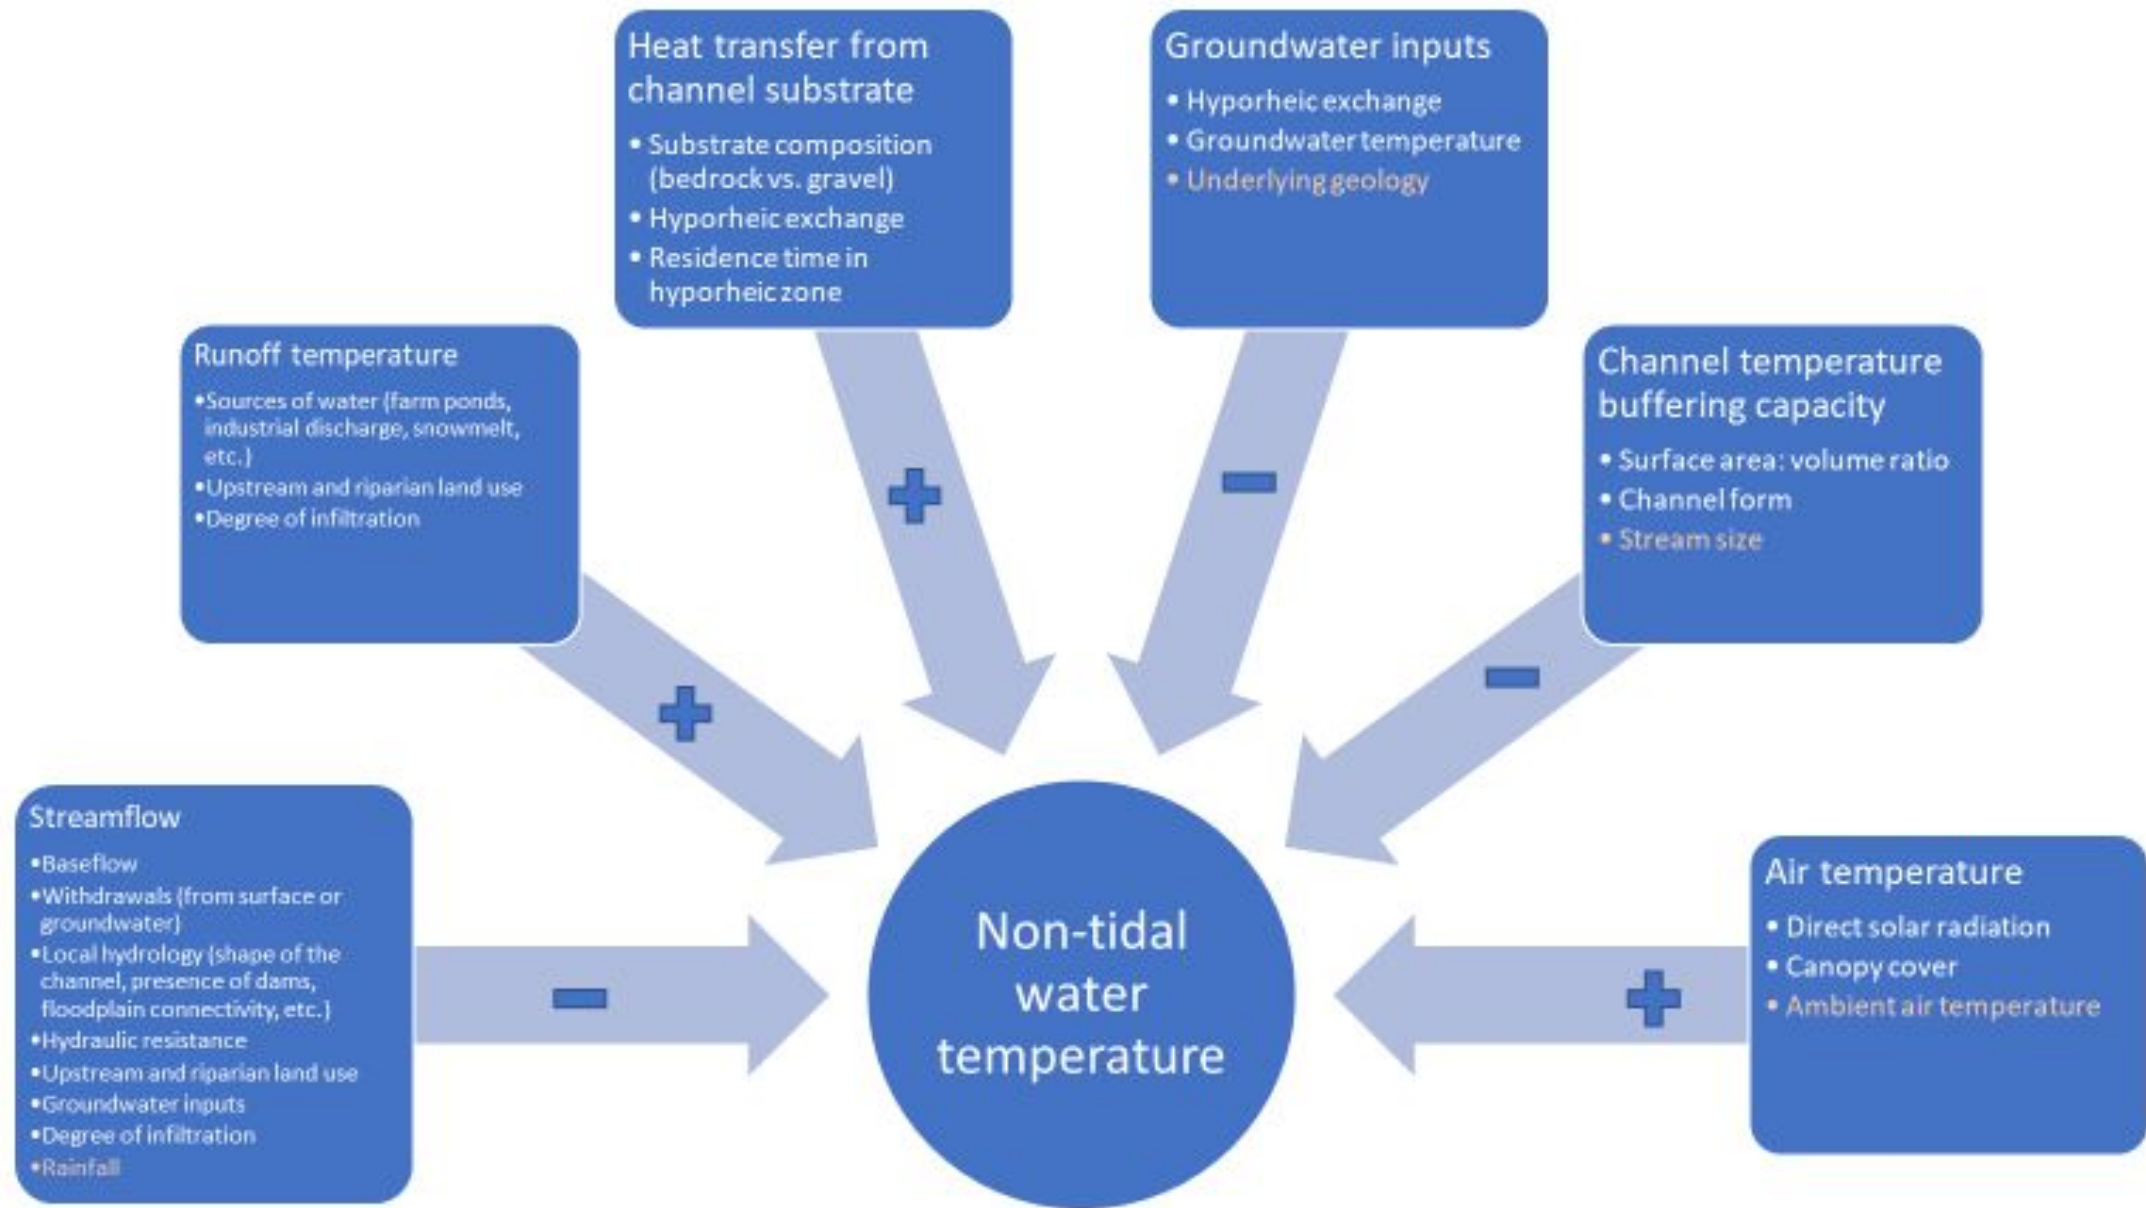 Heat transfer from
channel substrate
• Substrate composition
(bedrock vs. gravel)
• Hyporheic exchange
• Residence time in
hyporheic zone
Groundwater inputs
• Hyporheic exchange
• Groundwater temperature
• Underlying geology
Runoff temperature
•Sources of water (farm ponds,
industrial discharge, snowmelt,
etc.)
•Upstream and riparian land use
•Degree of infiltration
Channel temperature
buffering capacity
• Surface area: volume ratio
• Channel form
• Stream size
Streamflow
•Baseflow
•Withdrawals (from surface or
groundwater)
•Local hydrology (shape of the
channel, presence of dams,
floodplain connectivity, etc.)
•Hydraulic resistance
•Upstream and riparian land use
•Groundwater inputs
•Degree of infiltration
•Rainfall
Non-tidal
water
temperature
Air temperature
• Direct solar radiation
• Canopy cover
• Ambient air temperature